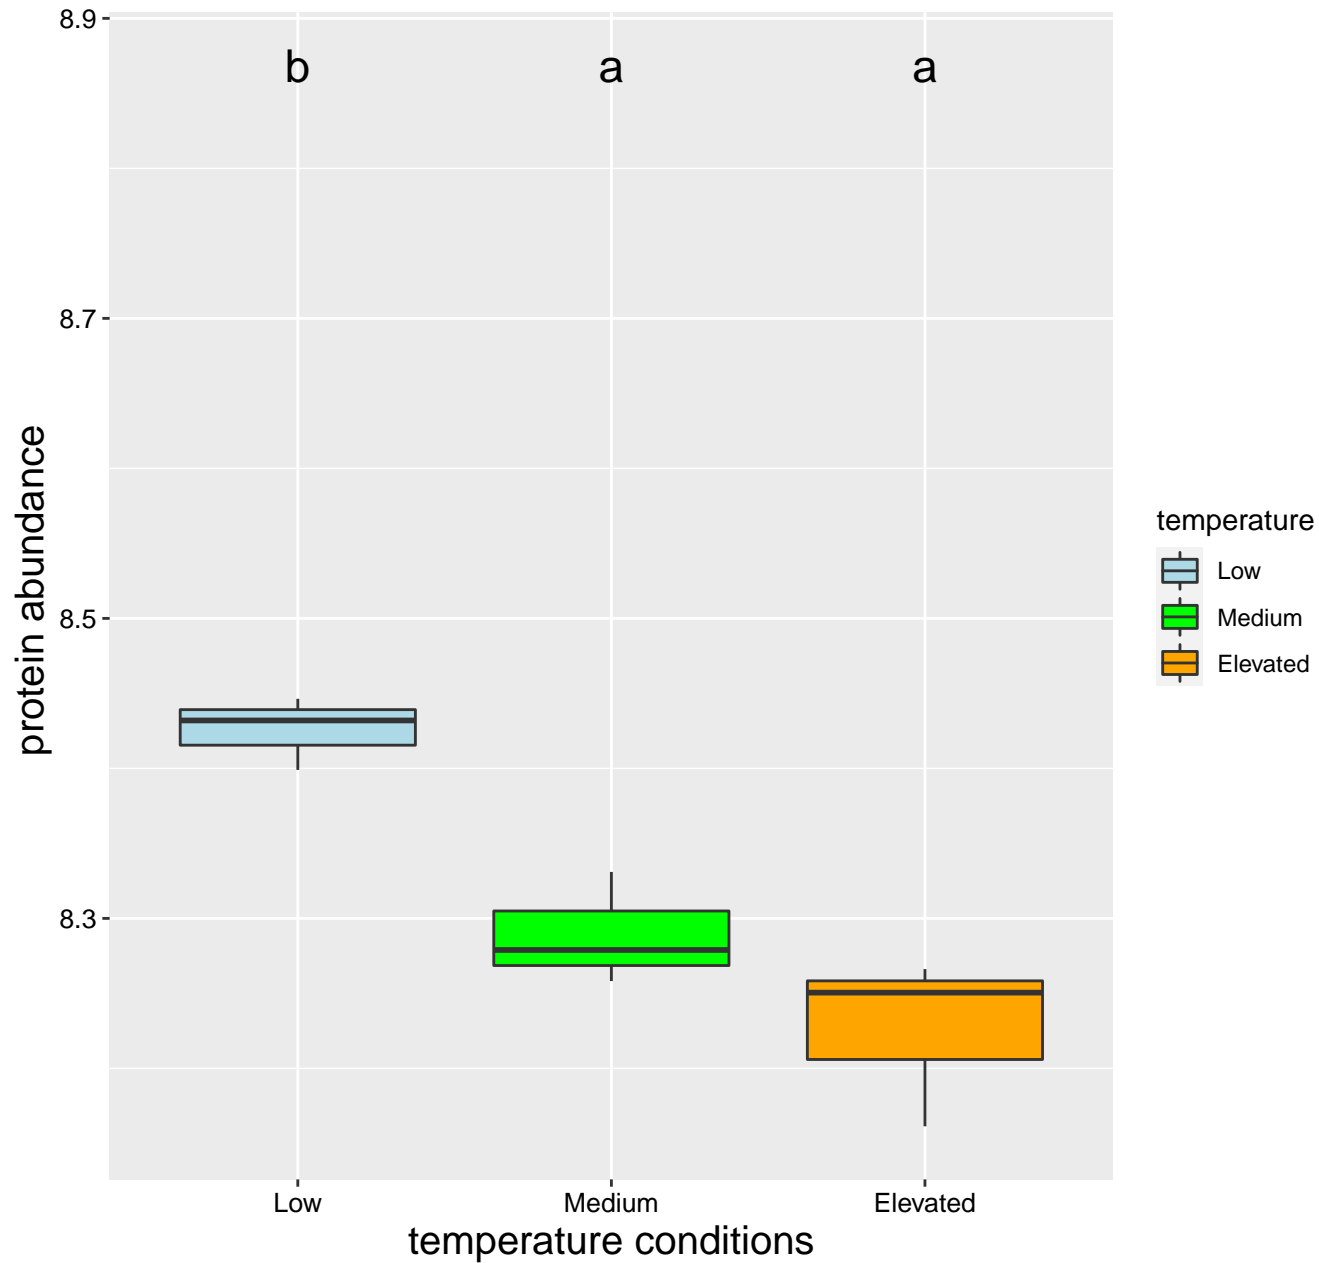 8.9
b a a
8.7
8.5
8.3
protein abundance
Low Medium Elevated
temperature conditions
temperature
Low
Medium
Elevated